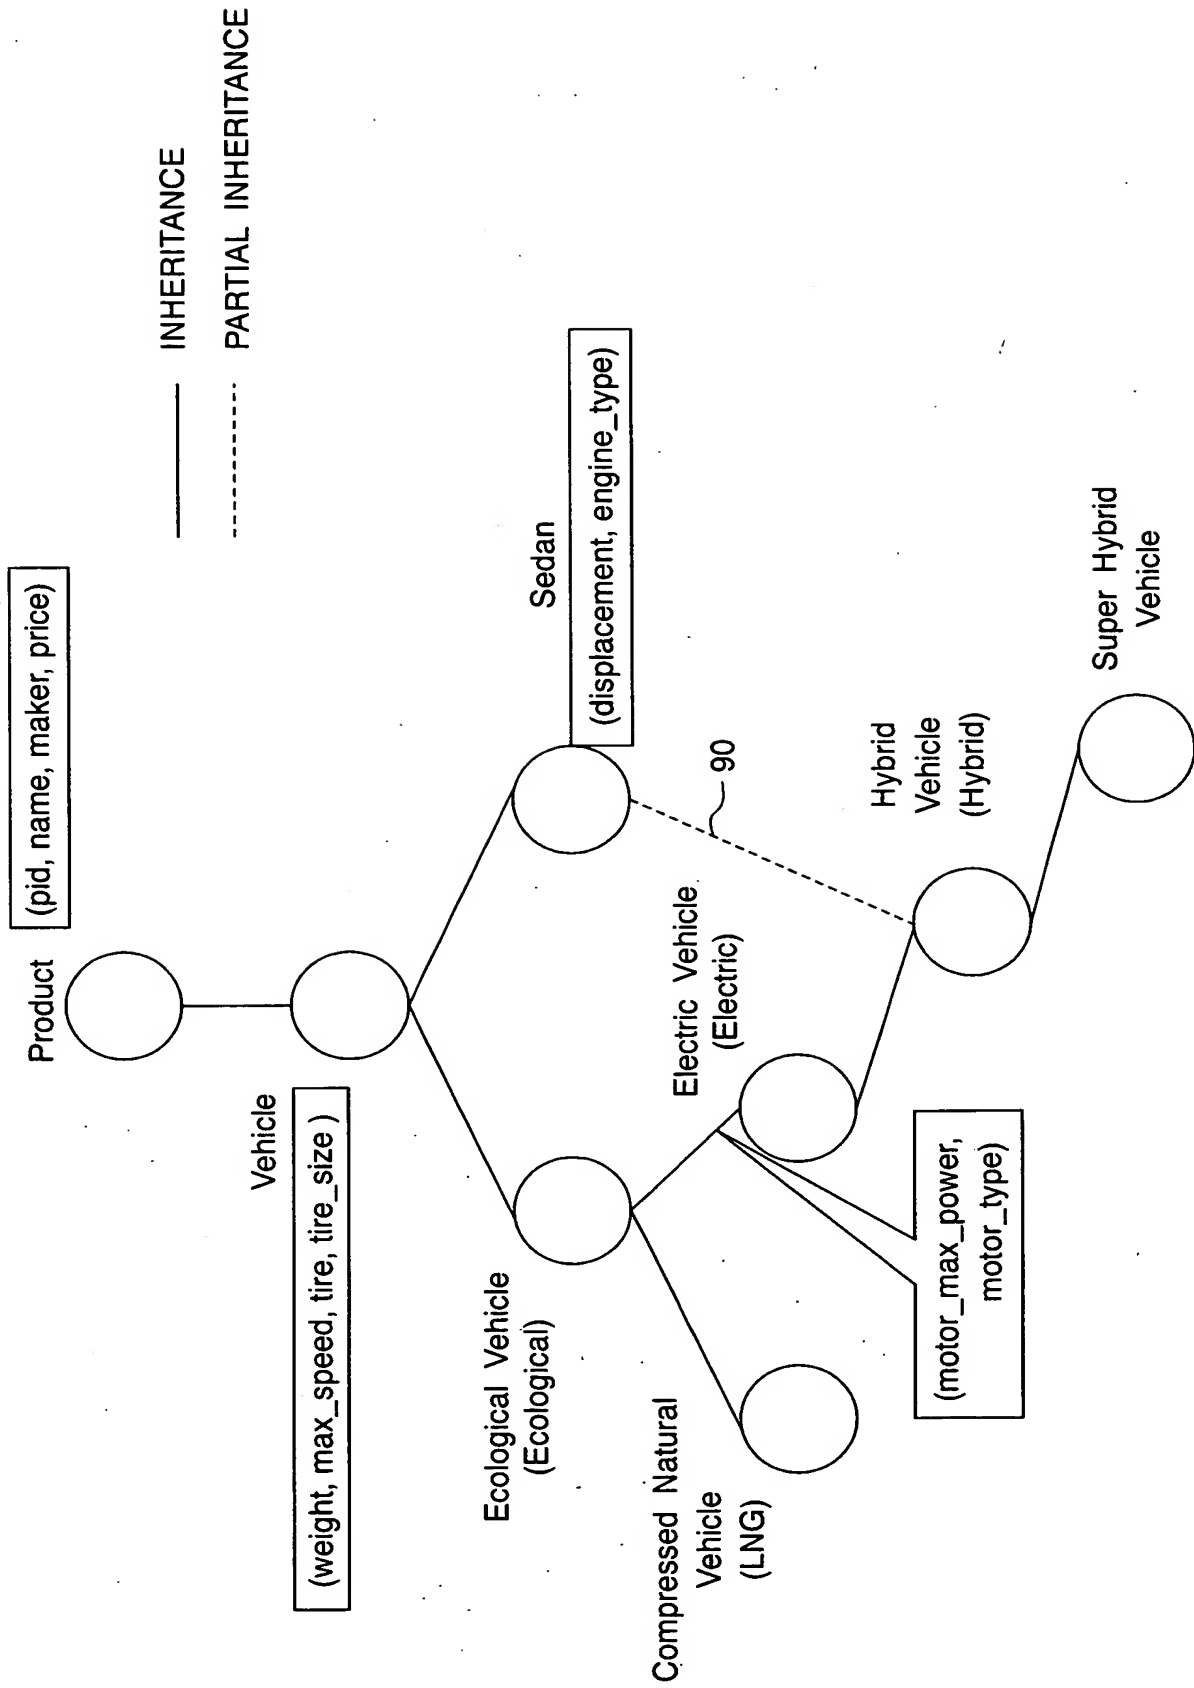 Product
(pid, name, maker, price)
INHERITANCE
PARTIAL INHERITANCE
Vehicle
(weight, max_speed, tire, tire_size )
Ecological Vehicle
(Ecological)
Sedan
(displacement, engine_type)
Compressed Natural
Vehicle
(LNG)
Electric Vehicle
(Electric)
90
(motor_max_power,
motor_type)
Hybrid
Vehicle
(Hybrid)
Super Hybrid
Vehicle